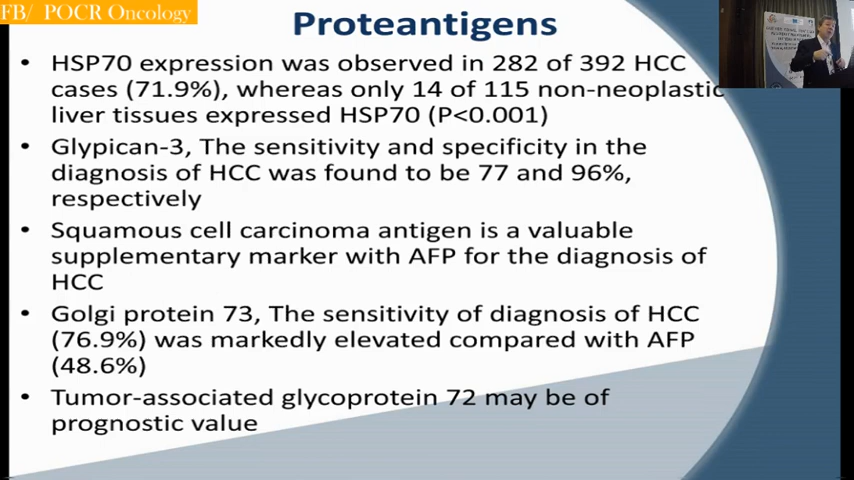 FB/ POCR Oncology
Proteantigens
• HSP70 expression was observed in 282 of 392 HCC
cases (71.9%), whereas only 14 of 115 non-neoplastic
liver tissues expressed HSP70 (P<0.001)
• Glypican-3, The sensitivity and specificity in the
diagnosis of HCC was found to be 77 and 96%,
respectively
• Squamous cell carcinoma antigen is a valuable
supplementary marker with AFP for the diagnosis of
HCC
• Golgi protein 73, The sensitivity of diagnosis of HCC
(76.9%) was markedly elevated compared with AFP
(48.6%)
• Tumor-associated glycoprotein 72 may be of
prognostic value